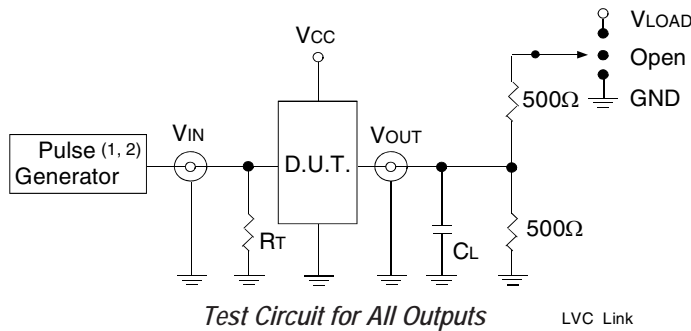 VLOAD
Open
GND
VCC
500Ω
VIN
VOUT
Pulse (1, 2)
Generator
D.U.T.
RT
CL
500Ω
Test Circuit for All Outputs
LVC Link